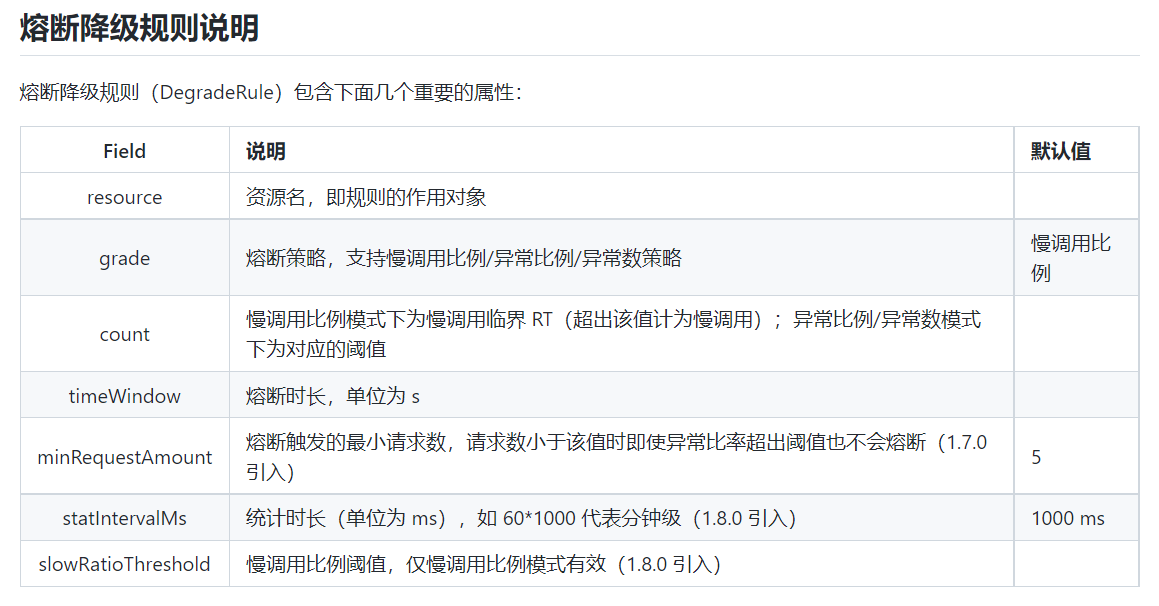 熔断降级规则说明
熔断降级规则（DegradeRule）包含下面几个重要的属性：
Field 说明 默认值
resource 资源名，即规则的作用对象
grade 熔断策略，支持慢调用比例/异常比例/异常数策略 慢调用比
例
count 慢调用比例模式下为慢调用临界 RT（超出该值计为慢调用）；异常比例/异常数模式
下为对应的阈值
timeWindow 熔断时长，单位为 s
minRequestAmount 熔断触发的最小请求数，请求数小于该值时即使异常比率超出阈值也不会熔断（1.7.0
引入） 5
statIntervalMs 统计时长（单位为 ms），如 60*1000 代表分钟级（1.8.0 引入） 1000 ms
slowRatioThreshold 慢调用比例阈值，仅慢调用比例模式有效（1.8.0 引入）